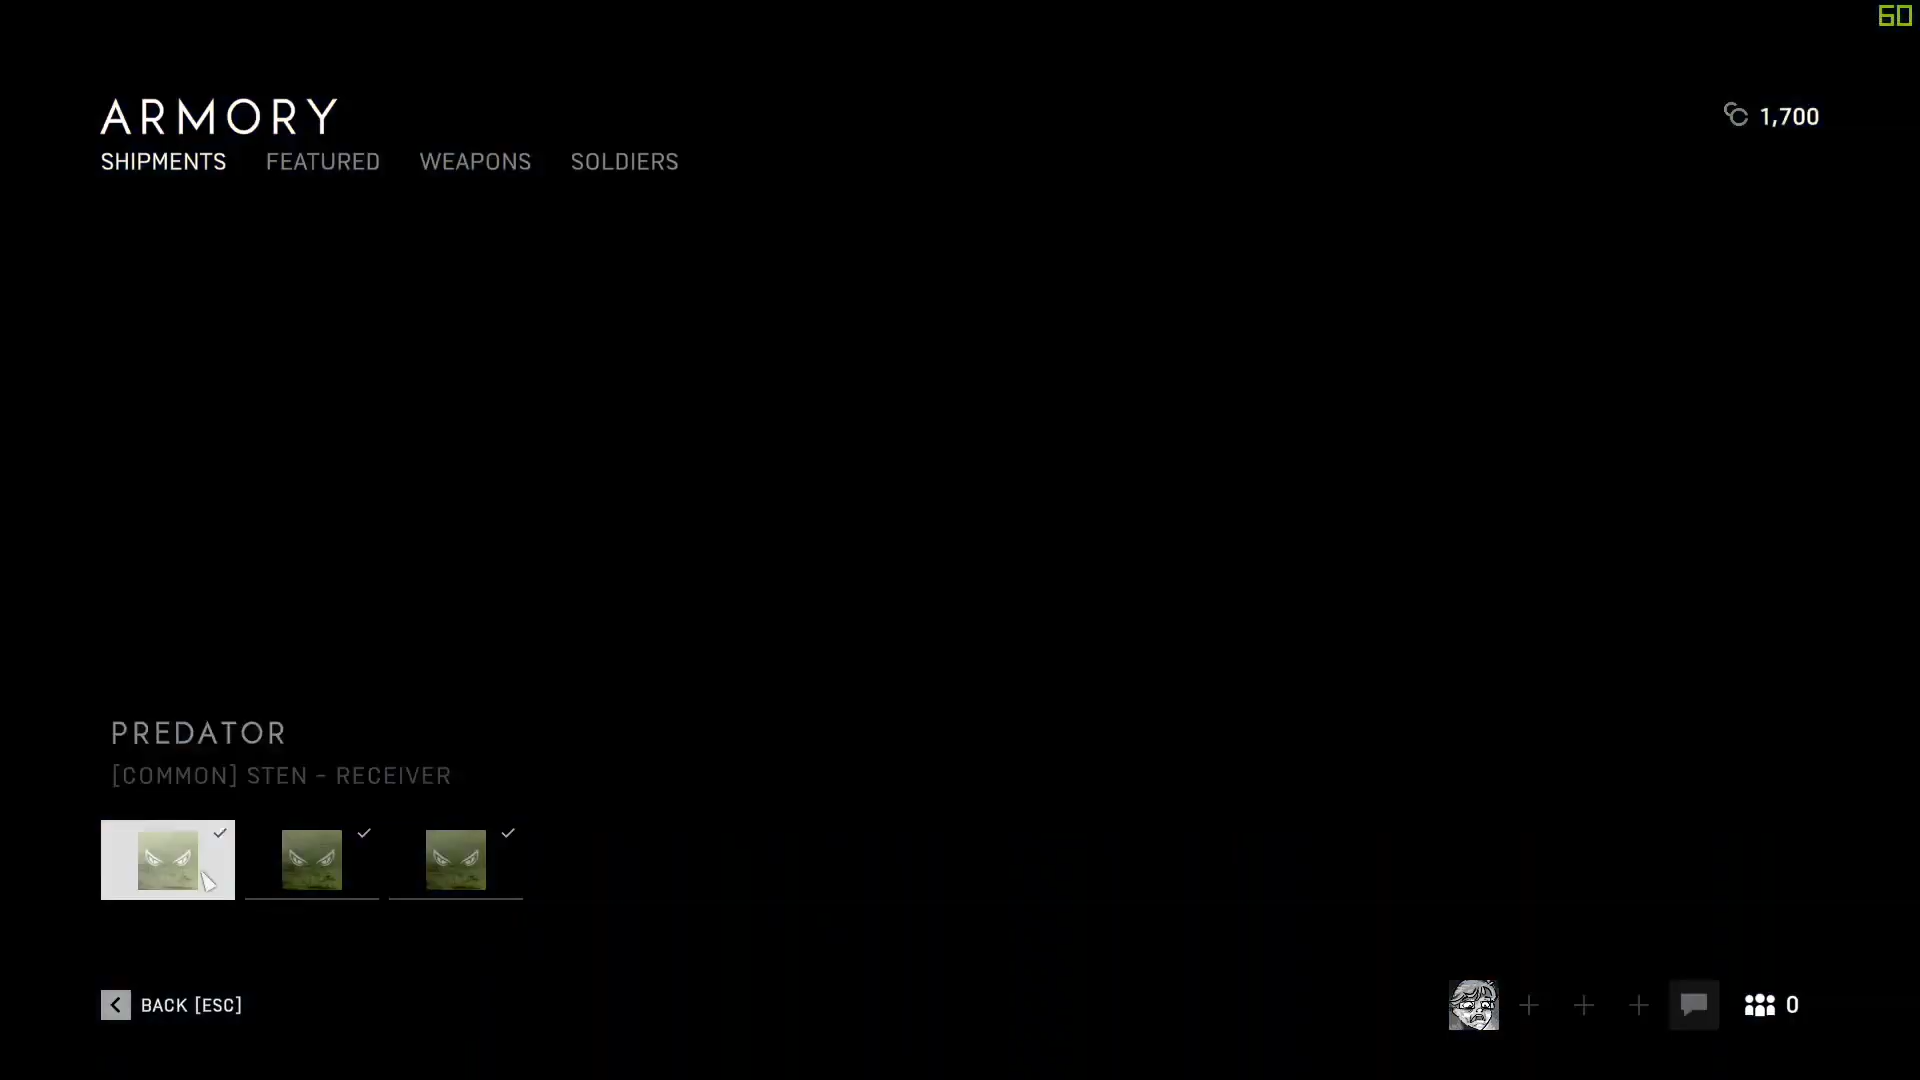 60
ARMORY
1,700
SHIPMENTS FEATURED WEAPONS SOLDIERS
PREDATOR
[COMMON] STEN - RECEIVER
BACK [ESC]
0